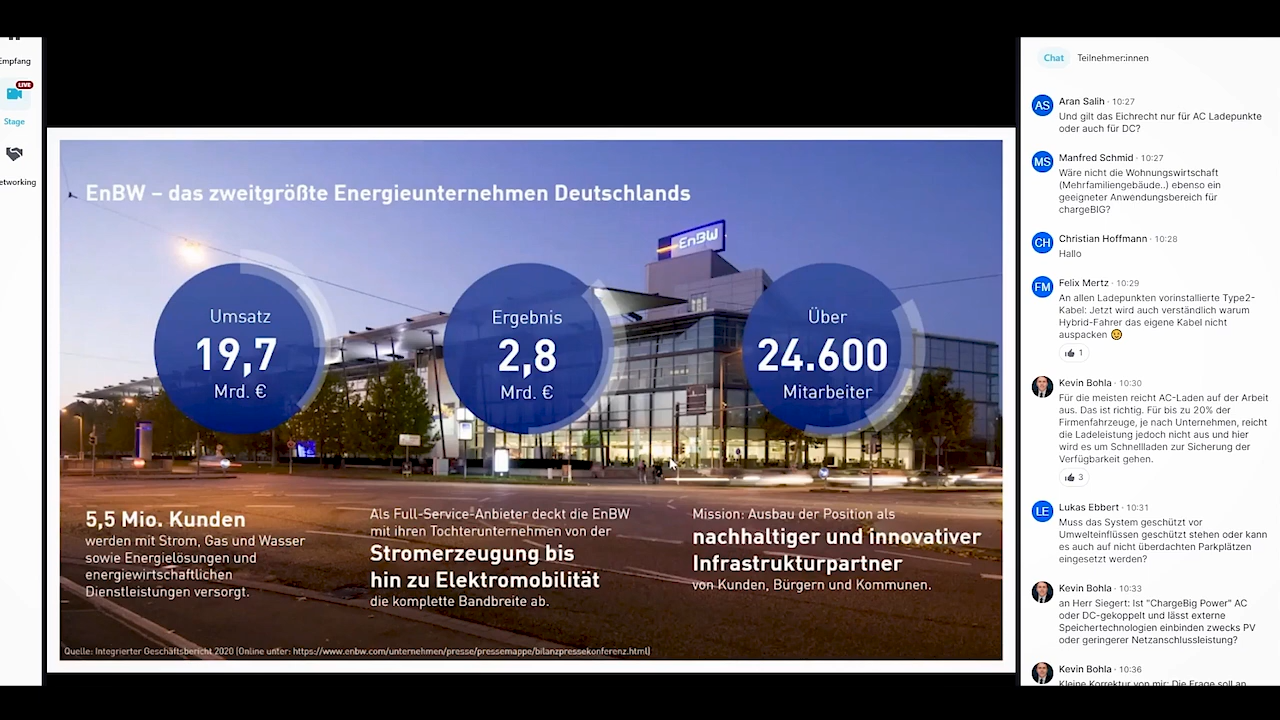 Empfang
LIVE
Stage
etworking
EnBW – das zweitgrößte Energieunternehmen Deutschlands
EnBW
Umsatz
19,7
Mrd. €
Ergebnis
2,8
Mrd. €
Über
24.600
Mitarbeiter
5,5 Mio. Kunden
werden mit Strom, Gas und Wasser
sowie Energielösungen und
energiewirtschaftlichen
Dienstleistungen versorgt.
Als Full-Service-Anbieter deckt die EnBW
mit ihren Tochterunternehmen von der
Stromerzeugung bis
hin zu Elektromobilität
die komplette Bandbreite ab.
Mission: Ausbau der Position als
nachhaltiger und innovativer
Infrastrukturpartner
von Kunden, Bürgern und Kommunen.
Quelle: Integrierter Geschäftsbericht 2020 (Online unter: https://www.enbw.com/unternehmen/presse/pressemappe/bilanzpressekonferenz.html)
Chat Teilnehmer:innen
AS
Aran Salih · 10:27
Und gilt das Eichrecht nur für AC Ladepunkte
oder auch für DC?
MS
Manfred Schmid · 10:27
Wäre nicht die Wohnungswirtschaft
(Mehrfamiliengebäude..) ebenso ein
geeigneter Anwendungsbereich für
chargeBIG?
CH
Christian Hoffmann · 10:28
Hallo
FM
Felix Mertz · 10:29
An allen Ladepunkten vorinstallierte Type2-
Kabel: Jetzt wird auch verständlich warum
Hybrid-Fahrer das eigene Kabel nicht
auspacken 😉
1
Kevin Bohla · 10:30
Für die meisten reicht AC-Laden auf der Arbeit
aus. Das ist richtig. Für bis zu 20% der
Firmenfahrzeuge, je nach Unternehmen, reicht
die Ladeleistung jedoch nicht aus und hier
wird es um Schnellladen zur Sicherung der
Verfügbarkeit gehen.
3
LE
Lukas Ebbert · 10:31
Muss das System geschützt vor
Umwelteinflüssen geschützt stehen oder kann
es auch auf nicht überdachten Parkplätzen
eingesetzt werden?
Kevin Bohla · 10:33
an Herr Siegert: Ist "ChargeBig Power" AC
oder DC-gekoppelt und lässt externe
Speichertechnologien einbinden zwecks PV
oder geringerer Netzanschlussleistung?
Kevin Bohla · 10:36
Kleine Korrektur von mir: Die Frage soll an